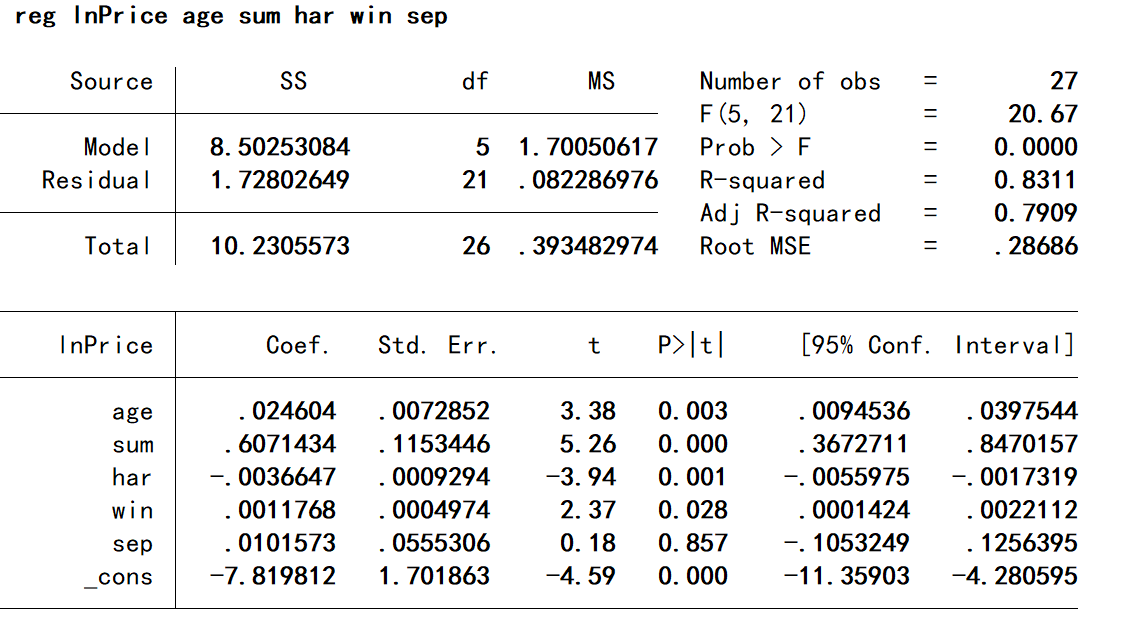 reg lnPrice age sum har win sep
Source SS df MS Number of obs = 27
F(5, 21) = 20.67
Model 8.50253084 5 1.70050617 Prob > F = 0.0000
Residual 1.72802649 21 .082286976 R-squared = 0.8311
Adj R-squared = 0.7909
Total 10.2305573 26 .393482974 Root MSE = .28686
lnPrice Coef. Std. Err. t P>|t| [95% Conf. Interval]
age .024604 .0072852 3.38 0.003 .0094536 .0397544
sum .6071434 .1153446 5.26 0.000 .3672711 .8470157
har -.0036647 .0009294 -3.94 0.001 -.0055975 -.0017319
win .0011768 .0004974 2.37 0.028 .0001424 .0022112
sep .0101573 .0555306 0.18 0.857 -.1053249 .1256395
_cons -7.819812 1.701863 -4.59 0.000 -11.35903 -4.280595